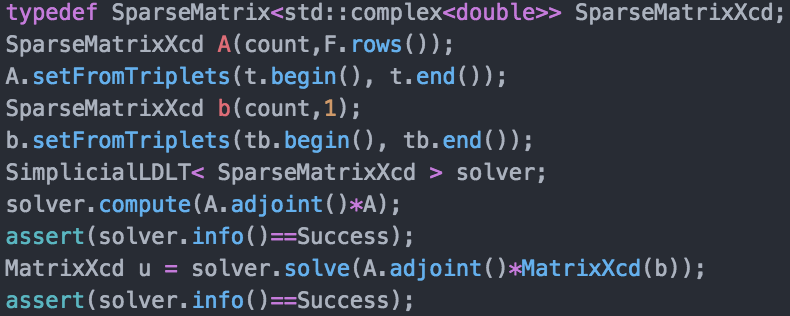 typedef SparseMatrix<std::complex<double>> SparseMatrixXcd;
SparseMatrixXcd A(count,F.rows());
A.setFromTriplets(t.begin(), t.end());
SparseMatrixXcd b(count,1);
b.setFromTriplets(tb.begin(), tb.end());
SimplicialLDLT< SparseMatrixXcd > solver;
solver.compute(A.adjoint()*A);
assert(solver.info()==Success);
MatrixXcd u = solver.solve(A.adjoint()*MatrixXcd(b));
assert(solver.info()==Success);